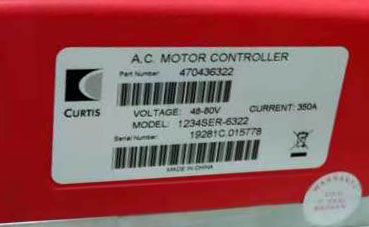 A.C. MOTOR CONTROLLER
Part Number: 470436322
CURTIS
VOLTAGE: 48-80V CURRENT: 350A
MODEL: 1234SER-6322
Serial Number: 19281C.015778
MADE IN CHINA
WARRANTY